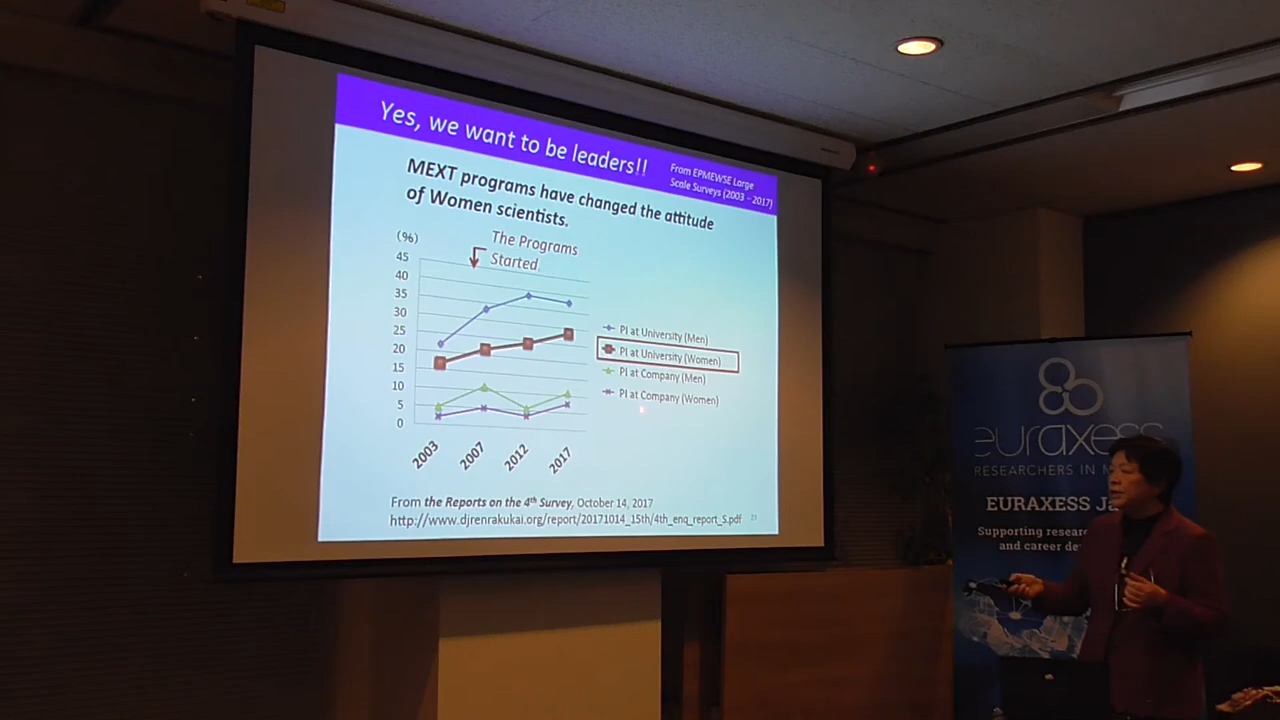 Yes, we want to be leaders!!
From EPMEWSE Large
Scale Surveys (2003 – 2017)
MEXT programs have changed the attitude
of Women scientists.
(%)
The Programs
Started
45
40
35
30
25
20
15
10
5
0
2003
2007
2012
2017
PI at University (Men)
PI at University (Women)
PI at Company (Men)
PI at Company (Women)
From the Reports on the 4th Survey, October 14, 2017
http://www.djrenrakukai.org/report/20171014_15th/4th_enq_report_S.pdf
euraxess
RESEARCHERS IN
EURAXESS
Supporting
and career